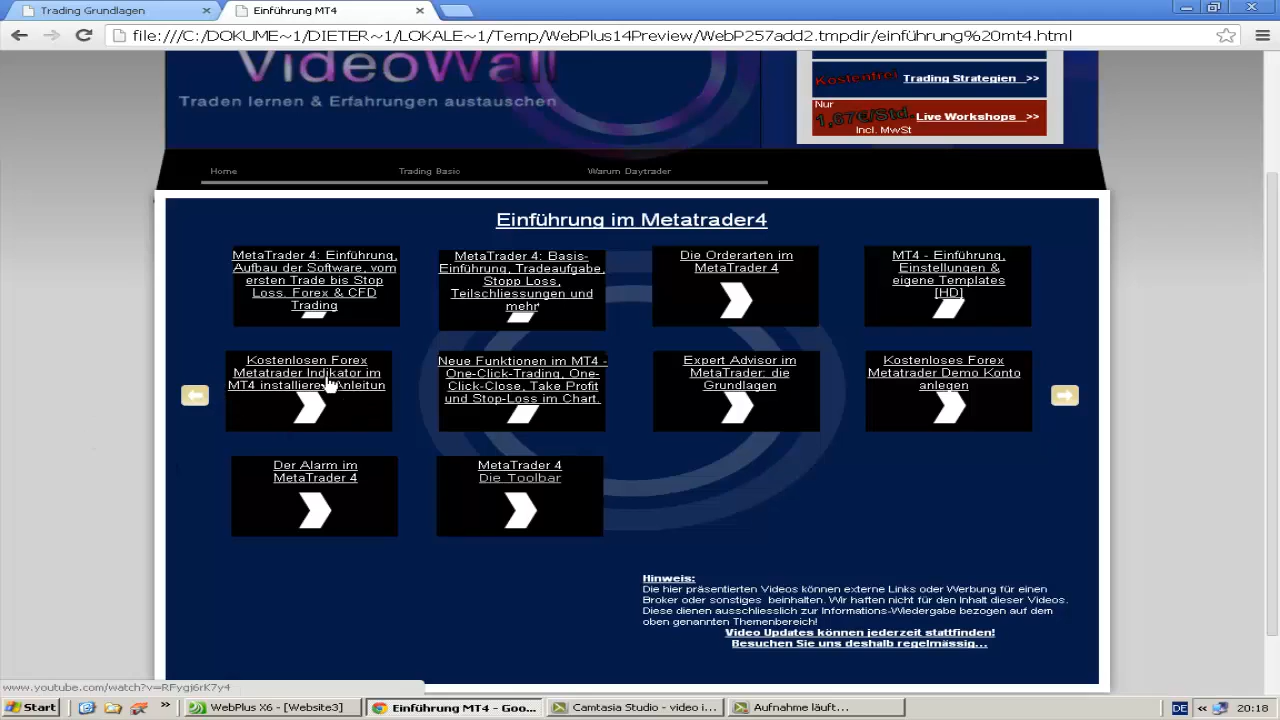 Trading Grundlagen
Einführung MT4
file:///C:/DOKUME~1/DIETER~1/LOKALE~1/Temp/WebPlus14Preview/WebP257add2.tmpdir/einführung%20mt4.html
VideoWall
Traden lernen & Erfahrungen austauschen
Kostenfrei Trading Strategien >>
Nur
1,67€/Std. Live Workshops >>
Incl. MwSt
Home Trading Basic Warum Daytrader
Einführung im Metatrader4
MetaTrader 4: Einführung,
Aufbau der Software, vom
ersten Trade bis Stop
Loss. Forex & CFD
Trading
MetaTrader 4: Basis-
Einführung, Tradeaufgabe,
Stopp Loss,
Teilschliessungen und
mehr
Die Orderarten im
MetaTrader 4
MT4 - Einführung,
Einstellungen &
eigene Templates
[HD]
Kostenlosen Forex
Metatrader Indikator im
MT4 installieren Anleitun
Neue Funktionen im MT4 -
One-Click-Trading, One-
Click-Close, Take Profit
und Stop-Loss im Chart.
Expert Advisor im
MetaTrader: die
Grundlagen
Kostenloses Forex
Metatrader Demo Konto
anlegen
Der Alarm im
MetaTrader 4
MetaTrader 4
Die Toolbar
Hinweis:
Die hier präsentierten Videos können externe Links oder Werbung für einen
Broker oder sonstiges beinhalten. Wir haften nicht für den Inhalt dieser Videos.
Diese dienen ausschliesslich zur Informations-Wiedergabe bezogen auf dem
oben genannten Themenbereich!
Video Updates können jederzeit stattfinden!
Besuchen Sie uns deshalb regelmässig...
www.youtube.com/watch?v=RFygj6rK7y4
Start » WebPlus X6 - [Website3] Einführung MT4 - Goo... Camtasia Studio - video i... Aufnahme läuft... DE « 20:18